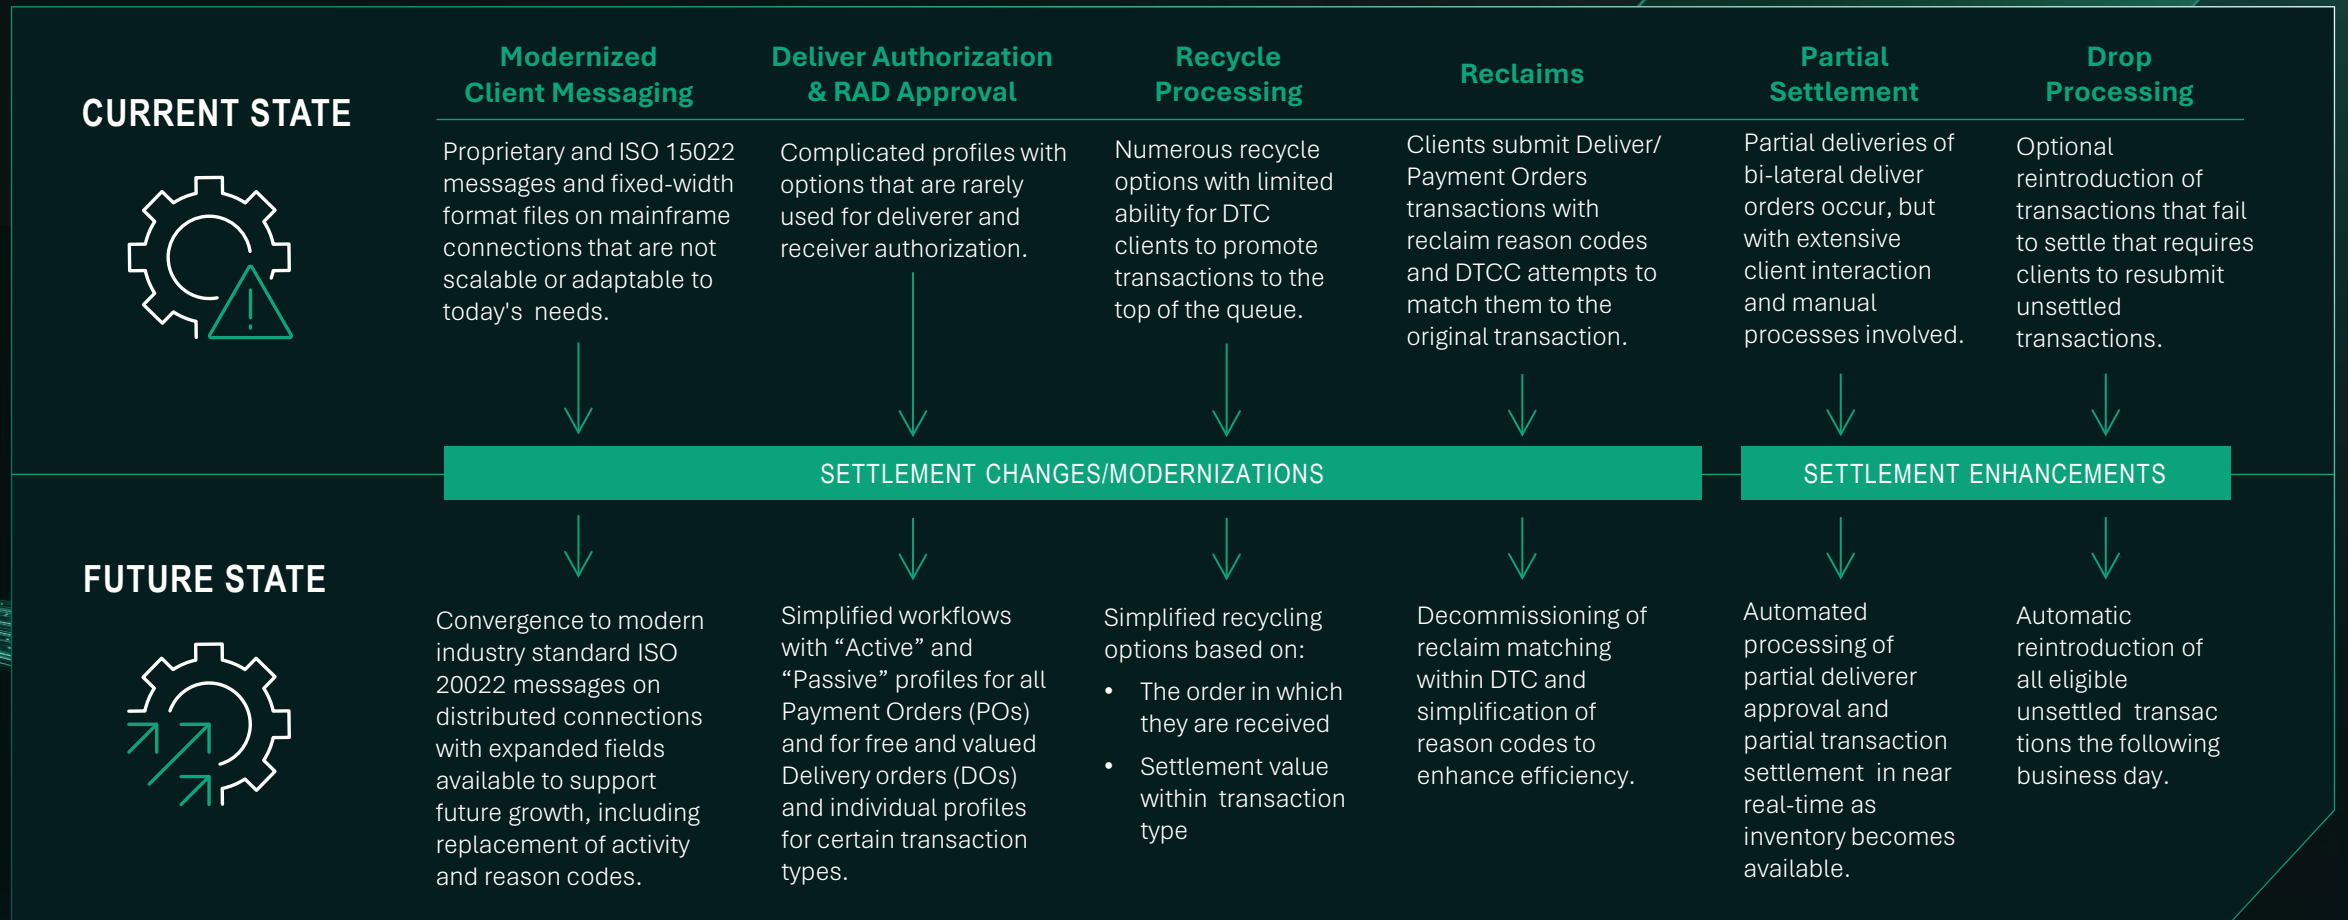 CURRENT STATE
Modernized
Client Messaging
Proprietary and ISO 15022
messages and fixed-width
format files on mainframe
connections that are not
scalable or adaptable to
today's needs.
Deliver Authorization
& RAD Approval
Complicated profiles with
options that are rarely
used for deliverer and
receiver authorization.
Recycle
Processing
Numerous recycle
options with limited
ability for DTC
clients to promote
transactions to the
top of the queue.
Reclaims
Clients submit Deliver/
Payment Orders
transactions with
reclaim reason codes
and DTCC attempts to
match them to the
original transaction.
Partial
Settlement
Partial deliveries of
bi-lateral deliver
orders occur, but
with extensive
client interaction
and manual
processes involved.
Drop
Processing
Optional
reintroduction of
transactions that fail
to settle that requires
clients to resubmit
unsettled
transactions.
SETTLEMENT CHANGES/MODERNIZATIONS
SETTLEMENT ENHANCEMENTS
FUTURE STATE
Convergence to modern
industry standard ISO
20022 messages on
distributed connections
with expanded fields
available to support
future growth, including
replacement of activity
and reason codes.
Simplified workflows
with “Active” and
“Passive” profiles for all
Payment Orders (POs)
and for free and valued
Delivery orders (DOs)
and individual profiles
for certain transaction
types.
Simplified recycling
options based on:
• The order in which
they are received
• Settlement value
within transaction
type
Decommissioning of
reclaim matching
within DTC and
simplification of
reason codes to
enhance efficiency.
Automated
processing of
partial deliverer
approval and
partial transaction
settlement in near
real-time as
inventory becomes
available.
Automatic
reintroduction of
all eligible
unsettled transac
tions the following
business day.